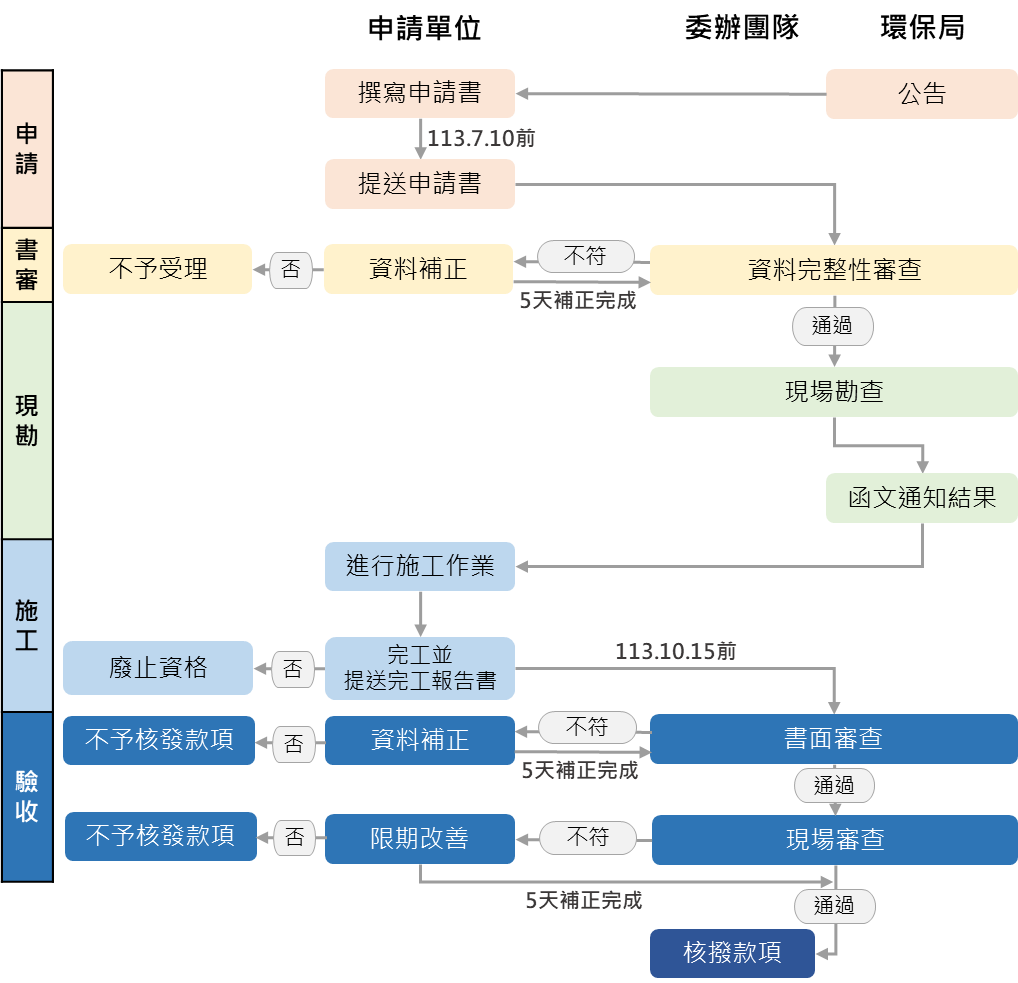 申請單位
委辦團隊
環保局
申請
撰寫申請書
公告
113.7.10前
提送申請書
書審
不予受理
否
資料補正
不符
5天補正完成
資料完整性審查
通過
現勘
現場勘查
函文通知結果
施工
進行施工作業
廢止資格
否
完工並
提送完工報告書
113.10.15前
驗收
不予核發款項
否
資料補正
不符
5天補正完成
書面審查
通過
不予核發款項
否
限期改善
不符
現場審查
5天補正完成
通過
核撥款項